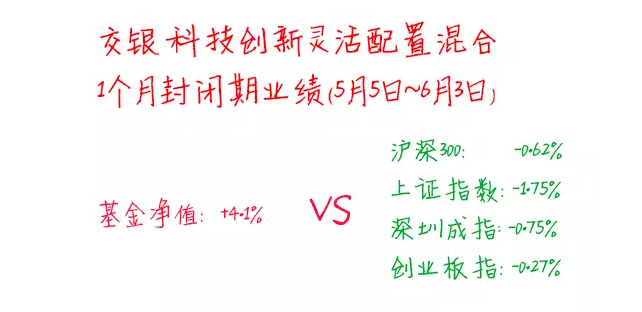 交银科技创新灵活配置混合
1个月封闭期业绩(5月5日~6月3日)
基金净值: +4.1%
VS
沪深300: -0.62%
上证指数: -1.75%
深圳成指: -0.75%
创业板指: -0.27%